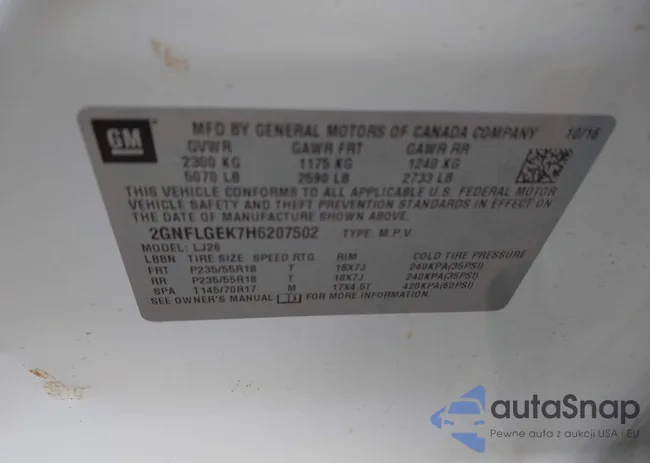 GM
MFD BY GENERAL MOTORS OF CANADA COMPANY 10/16
GVWR GAWR FRT GAWR RR
2300 KG 1175 KG 1240 KG
5070 LB 2590 LB 2733 LB
THIS VEHICLE CONFORMS TO ALL APPLICABLE U.S. FEDERAL MOTOR
VEHICLE SAFETY AND THEFT PREVENTION STANDARDS IN EFFECT ON
THE DATE OF MANUFACTURE SHOWN ABOVE.
2GNFLGEK7H6207502 TYPE: M.P.V.
MODEL: LJ26
LBBN TIRE SIZE SPEED RTG RIM COLD TIRE PRESSURE
FRT P235/55R18 T 18X7J 240KPA(35PSI)
RR P235/55R18 T 18X7J 240KPA(35PSI)
SPA T145/70R17 M 17X4.5T 420KPA(60PSI)
SEE OWNER'S MANUAL FOR MORE INFORMATION.
autaSnap
Pewne auta z aukcji USA i EU